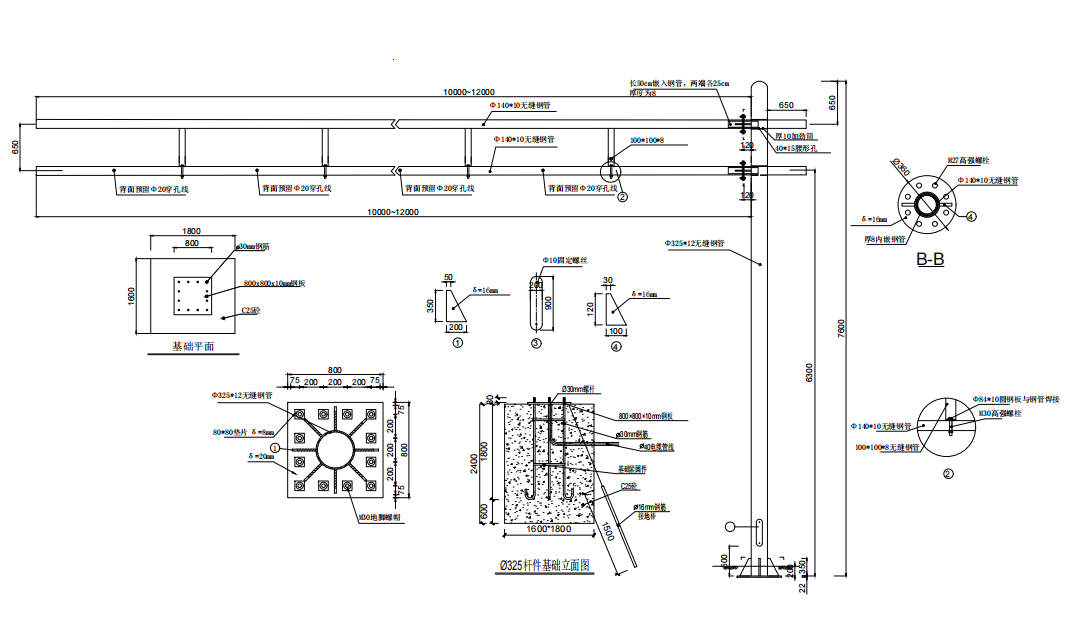 长50cm嵌入钢管，两端各25cm
厚度为8
10000~12000
Φ140*10无缝钢管
650
650
650
Φ140*10无缝钢管
100*100*8
厚10加劲筋
40*15腰形孔
120
120
背面预留Φ20穿孔线
背面预留Φ20穿孔线
背面预留Φ20穿孔线
背面预留Φ20穿孔线
②
10000~12000
Φ325*12无缝钢管
7600
6300
Ø360
M27高强螺栓
Φ140*10无缝钢管
④
δ=16mm
厚8内嵌钢管
B-B
1800
800
ø30mm钢筋
800x800x10mm钢板
C25砼
1600
基础平面
50
350
δ=16mm
200
①
Φ10固定螺丝
200
900
③
30
120
δ=16mm
100
④
800
75
200
200
200
75
Φ325*12无缝钢管
80*80垫片 δ=8mm
①
δ=20mm
75
200
200
200
75
800
M30地脚螺帽
Ø30mm螺杆
80
800×800×10mm钢板
ø30mm钢筋
Ø40电缆管线
基础紧固件
C25砼
ø16mm钢筋
接地棒
2400
1800
600
1500
1600*1800
Ø325杆件基础立面图
Φ84*10圆钢板与钢管焊接
M30高强螺栓
Φ140*10无缝钢管
100*100*8无缝钢管
②
500
200
350
22